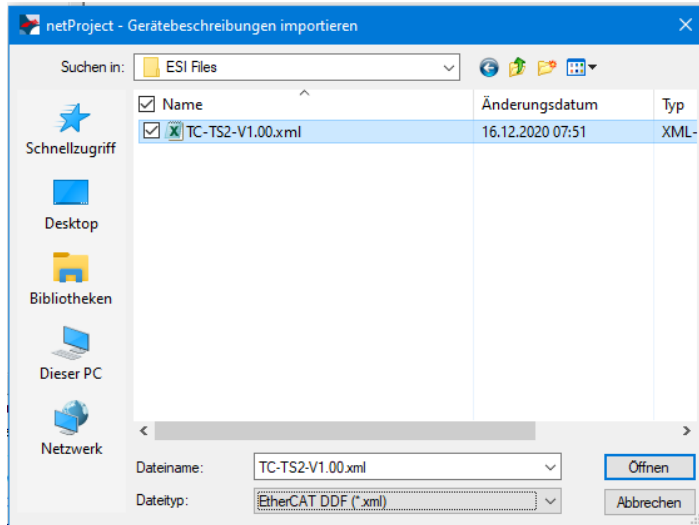 netProject - Gerätebeschreibungen importieren
Suchen in: ESI Files
Name Änderungsdatum Typ
TC-TS2-V1.00.xml 16.12.2020 07:51 XML-
Schnellzugriff
Desktop
Bibliotheken
Dieser PC
Netzwerk
Dateiname: TC-TS2-V1.00.xml Öffnen
Dateityp: EtherCAT DDF (*.xml) Abbrechen